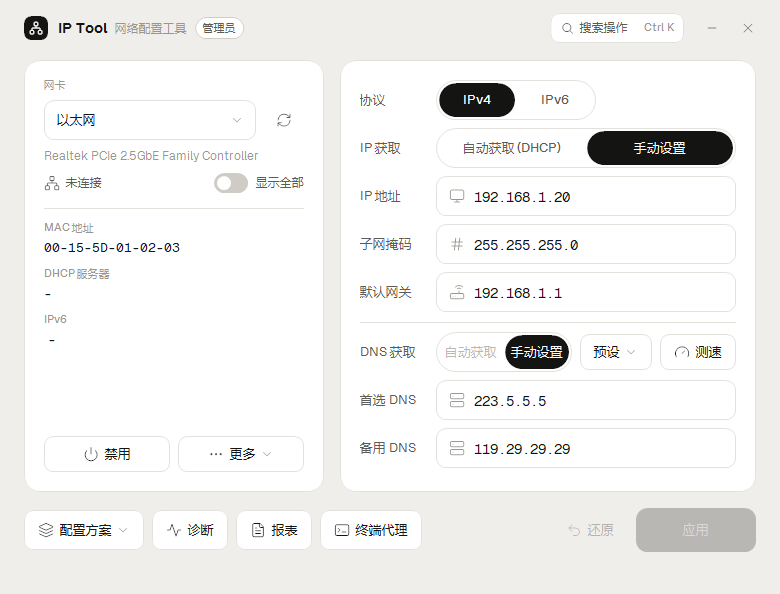 IP Tool 网络配置工具 管理员 搜索操作 Ctrl K
网卡
以太网
Realtek PCIe 2.5GbE Family Controller
未连接 显示全部
MAC 地址
00-15-5D-01-02-03
DHCP 服务器
-
IPv6
-
禁用 更多
协议 IPv4 IPv6
IP 获取 自动获取 (DHCP) 手动设置
IP 地址 192.168.1.20
子网掩码 255.255.255.0
默认网关 192.168.1.1
DNS 获取 自动获取 手动设置 预设 测速
首选 DNS 223.5.5.5
备用 DNS 119.29.29.29
配置方案 诊断 报表 终端代理 还原 应用